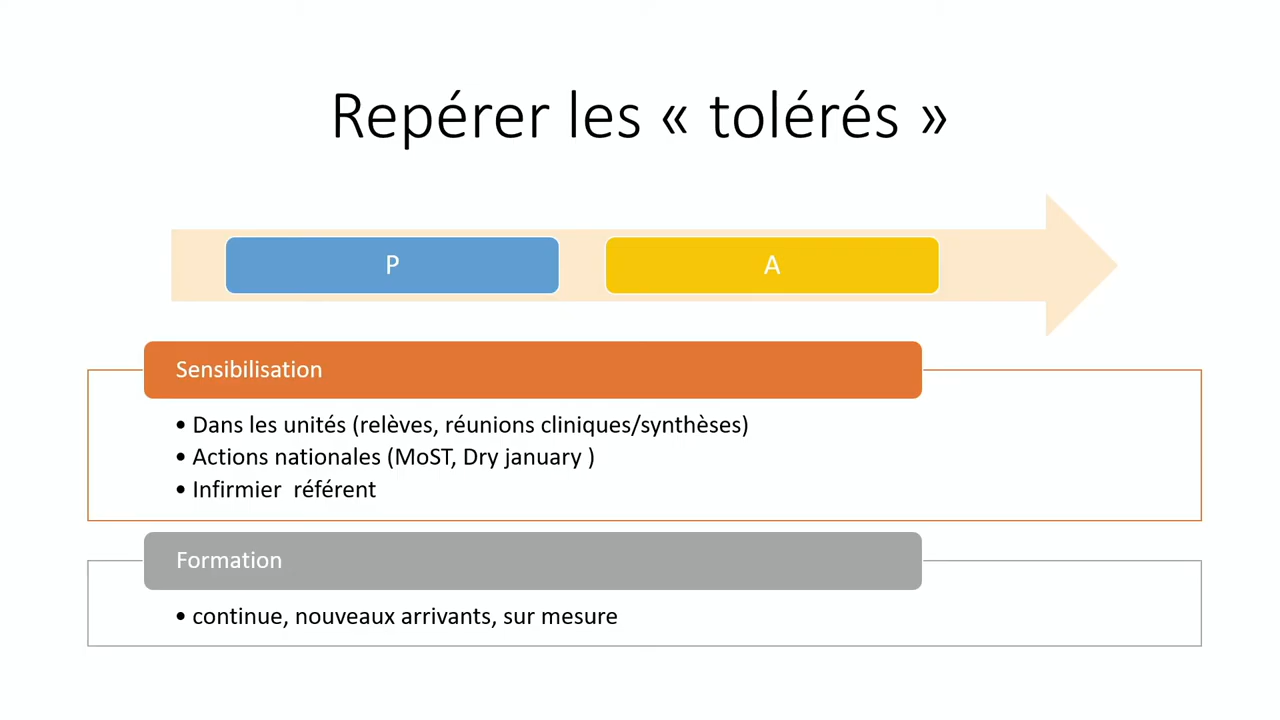 Repérer les « tolérés »
P
A
Sensibilisation
• Dans les unités (relèves, réunions cliniques/synthèses)
• Actions nationales (MoST, Dry january )
• Infirmier  référent
Formation
• continue, nouveaux arrivants, sur mesure